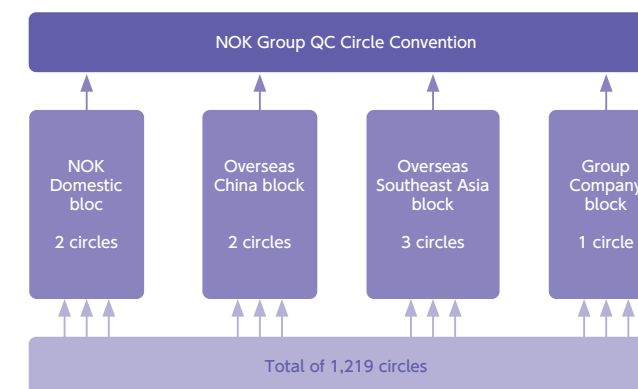 NOK Group QC Circle Convention
NOK
Domestic
bloc
2 circles
Overseas
China block
2 circles
Overseas
Southeast Asia
block
3 circles
Group
Company
block
1 circle
Total of 1,219 circles